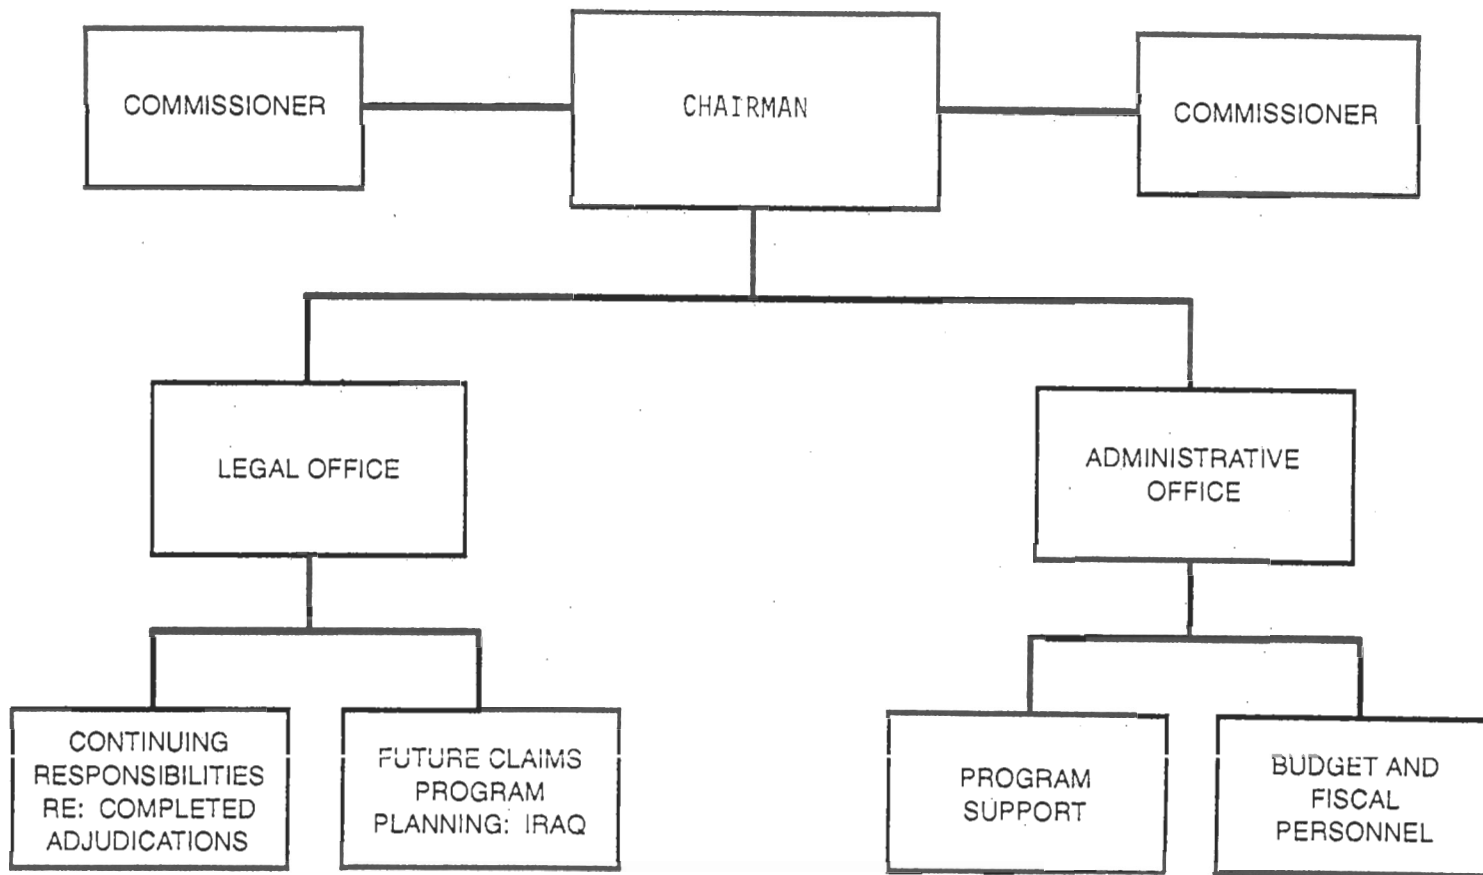 COMMISSIONER
CHAIRMAN
COMMISSIONER
LEGAL OFFICE
ADMINISTRATIVE
OFFICE
CONTINUING
RESPONSIBILITIES
RE: COMPLETED
ADJUDICATIONS
FUTURE CLAIMS
PROGRAM
PLANNING: IRAQ
PROGRAM
SUPPORT
BUDGET AND
FISCAL
PERSONNEL